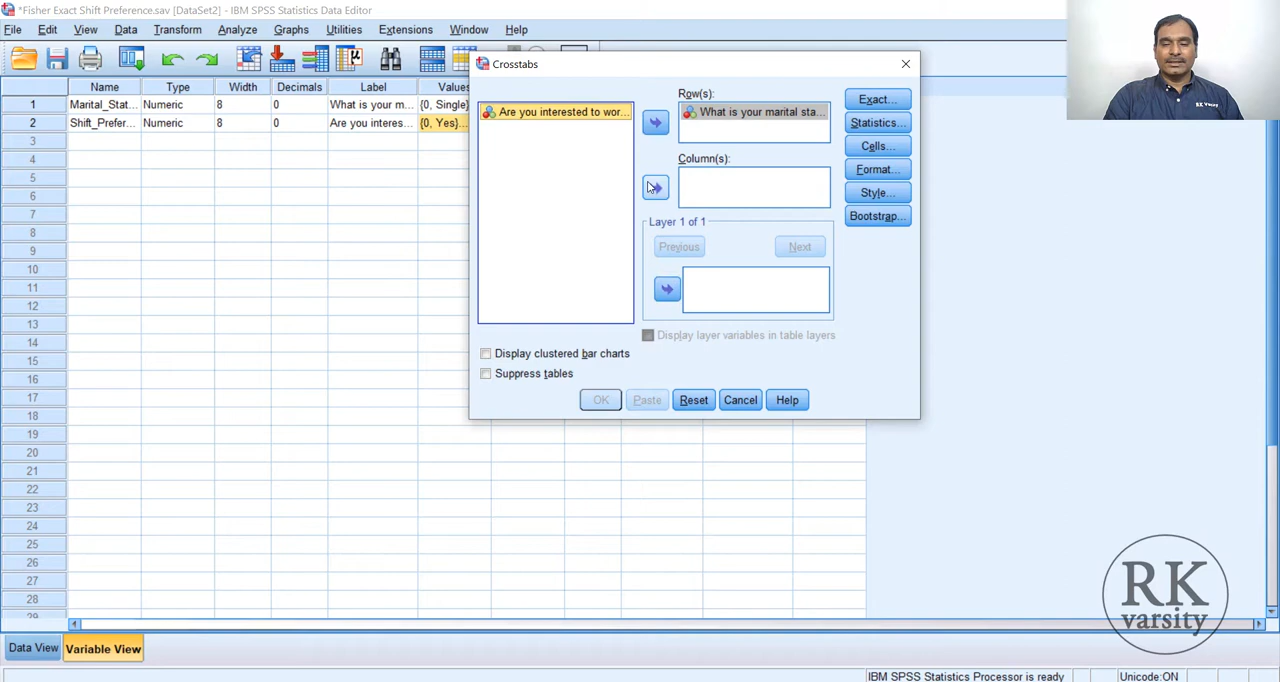 *Fisher Exact Shift Preference.sav [DataSet2] - IBM SPSS Statistics Data Editor
File Edit View Data Transform Analyze Graphs Utilities Extensions Window Help
Crosstabs
Name Type Width Decimals Label Values
1 Marital_Stat... Numeric 8 0 What is your m... {0, Single}
2 Shift_Prefer... Numeric 8 0 Are you interes... {0, Yes}...
3
4
5
6
7
8
9
10
11
12
13
14
15
16
17
18
19
20
21
22
23
24
25
26
27
28
29
Are you interested to wor...
Row(s):
What is your marital sta...
Column(s):
Layer 1 of 1
Previous Next
Display layer variables in table layers
Exact...
Statistics...
Cells...
Format...
Style...
Bootstrap...
Display clustered bar charts
Suppress tables
OK Paste Reset Cancel Help
RK varsity
RK
varsity
Data View Variable View
IBM SPSS Statistics Processor is ready Unicode:ON